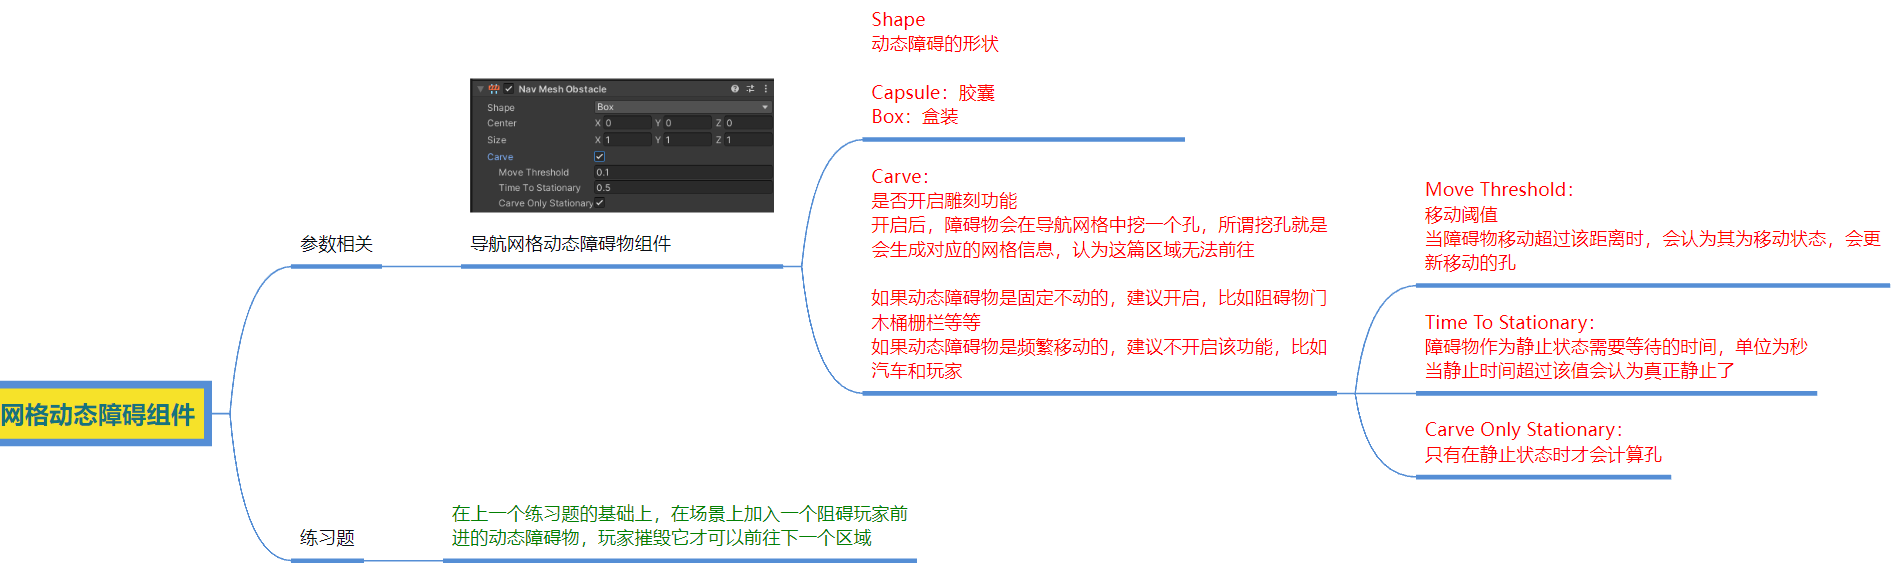 网格动态障碍组件
参数相关
Nav Mesh Obstacle
Shape Box
Center X 0 Y 0 Z 0
Size X 1 Y 1 Z 1
Carve
Move Threshold 0.1
Time To Stationary 0.5
Carve Only Stationary
导航网格动态障碍物组件
Shape
动态障碍的形状
Capsule：胶囊
Box：盒装
Carve：
是否开启雕刻功能
开启后，障碍物会在导航网格中挖一个孔，所谓挖孔就是
会生成对应的网格信息，认为这篇区域无法前往
如果动态障碍物是固定不动的，建议开启，比如阻碍物门
木桶栅栏等等
如果动态障碍物是频繁移动的，建议不开启该功能，比如
汽车和玩家
Move Threshold：
移动阈值
当障碍物移动超过该距离时，会认为其为移动状态，会更
新移动的孔
Time To Stationary：
障碍物作为静止状态需要等待的时间，单位为秒
当静止时间超过该值会认为真正静止了
Carve Only Stationary：
只有在静止状态时才会计算孔
练习题
在上一个练习题的基础上，在场景上加入一个阻碍玩家前
进的动态障碍物，玩家摧毁它才可以前往下一个区域